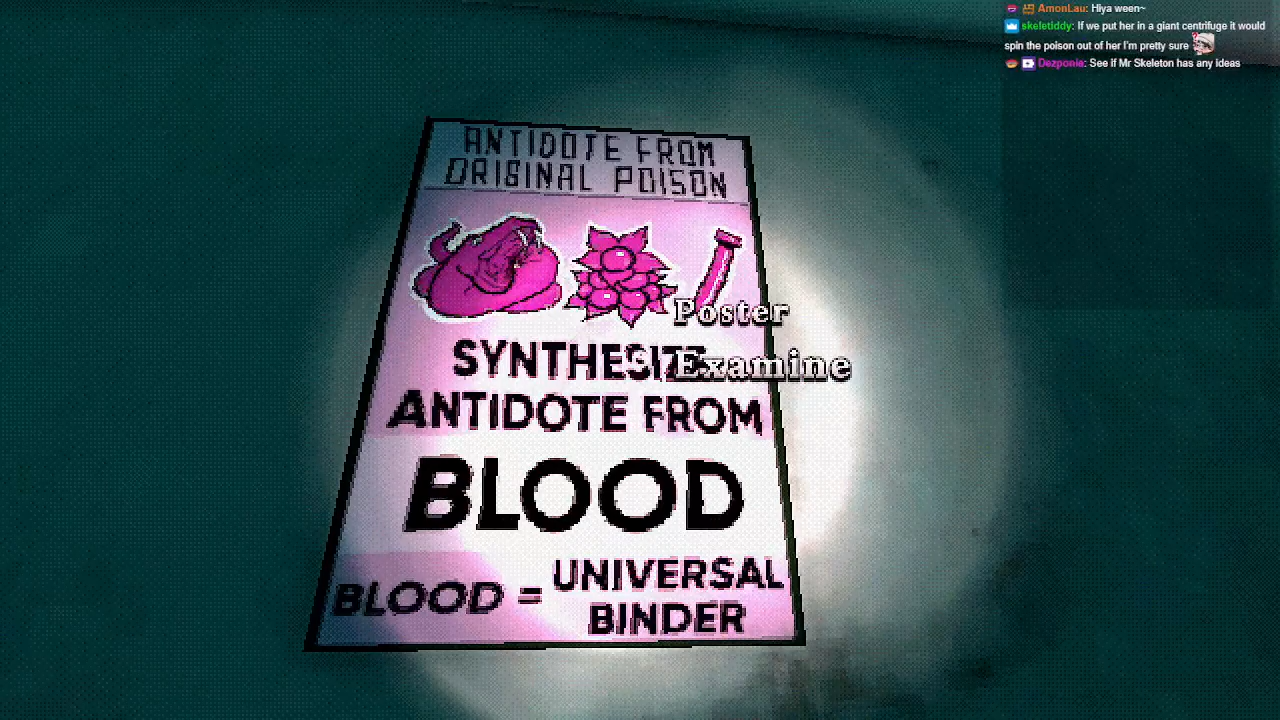 AmonLau: Hiya ween~
skeletiddy: If we put her in a giant centrifuge it would
spin the poison out of her I'm pretty sure
Dezponia: See if Mr Skeleton has any ideas
ANTIDOTE FROM
ORIGINAL POISON
Poster
SYNTHESIZE
Examine
ANTIDOTE FROM
BLOOD
BLOOD = UNIVERSAL
BINDER